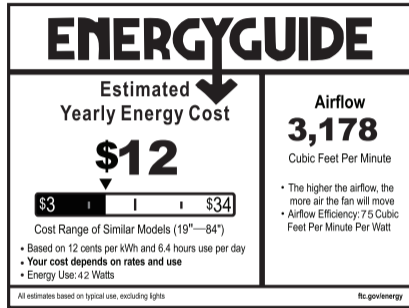 ENERGYGUIDE
Estimated
Yearly Energy Cost
$12
$3 $34
Cost Range of Similar Models (19"—84")
• Based on 12 cents per kWh and 6.4 hours use per day
• Your cost depends on rates and use
• Energy Use: 42 Watts
Airflow
3,178
Cubic Feet Per Minute
• The higher the airflow, the
more air the fan will move
• Airflow Efficiency: 75 Cubic
Feet Per Minute Per Watt
All estimates based on typical use, excluding lights
ftc.gov/energy